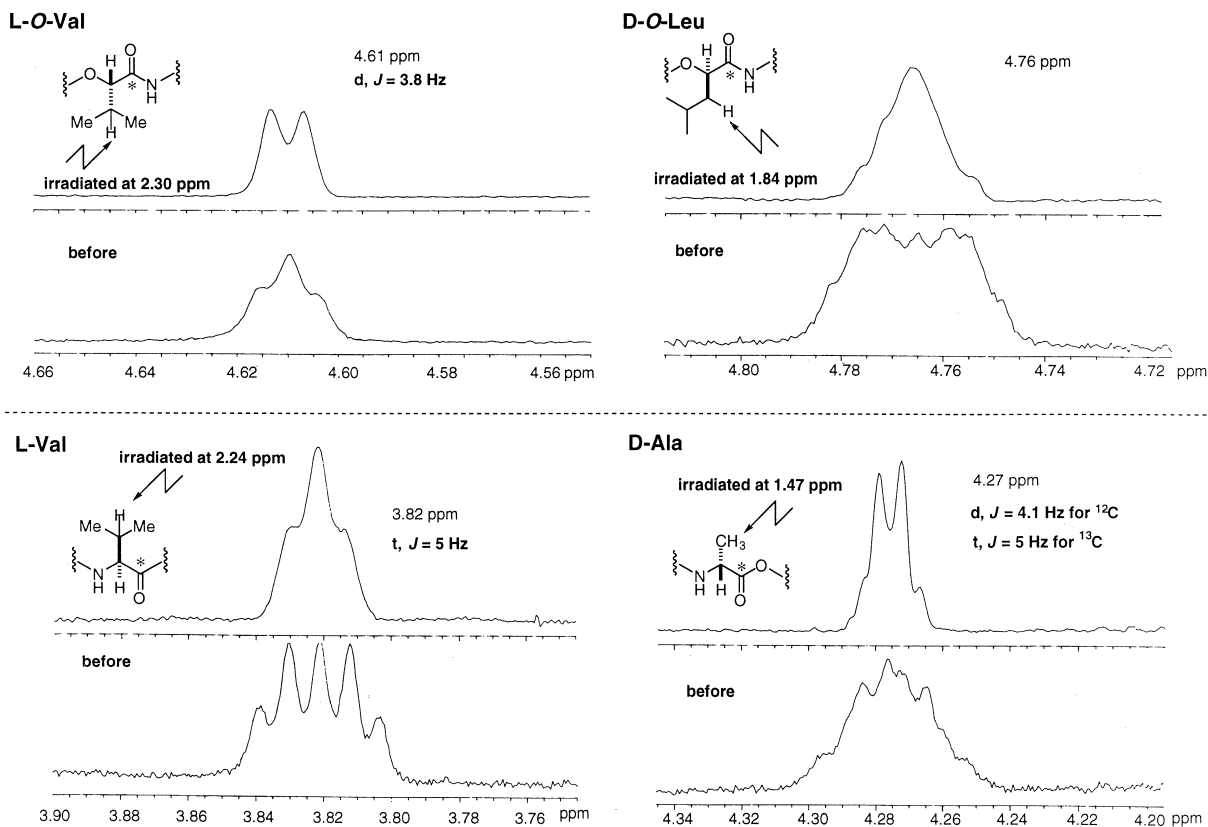 L-O-Val
H O
O
* N
H
Me Me
H
irradiated at 2.30 ppm
4.61 ppm
d, J = 3.8 Hz
before
4.66 4.64 4.62 4.60 4.58 4.56 ppm
D-O-Leu
H O
O
* N
H
H
irradiated at 1.84 ppm
4.76 ppm
before
4.80 4.78 4.76 4.74 4.72 ppm
L-Val
irradiated at 2.24 ppm
H
Me Me
*
N H
H O
3.82 ppm
t, J = 5 Hz
before
3.90 3.88 3.86 3.84 3.82 3.80 3.78 3.76 ppm
D-Ala
irradiated at 1.47 ppm
CH₃
* O
N H
H O
4.27 ppm
d, J = 4.1 Hz for ¹²C
t, J = 5 Hz for ¹³C
before
4.34 4.32 4.30 4.28 4.26 4.24 4.22 4.20 ppm